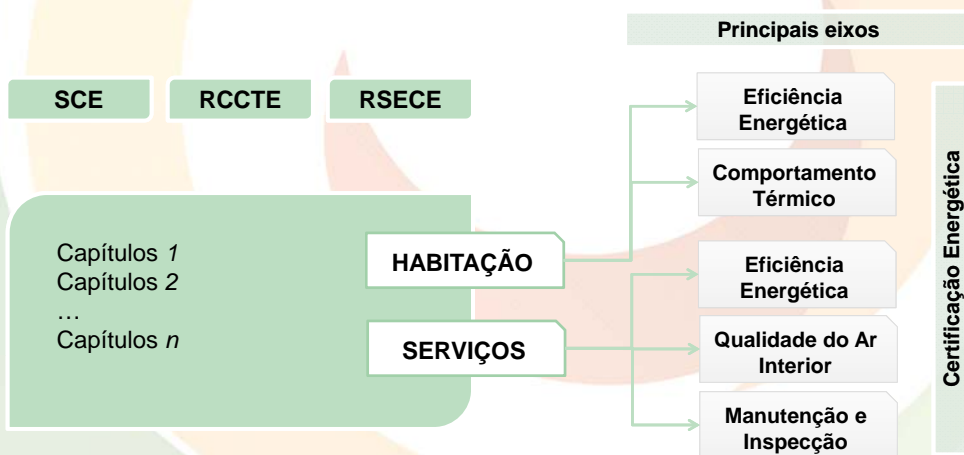 Principais eixos
SCE
RCCTE
RSECE
Capítulos 1
Capítulos 2
…
Capítulos n
HABITAÇÃO
SERVIÇOS
Eficiência
Energética
Comportamento
Térmico
Eficiência
Energética
Qualidade do Ar
Interior
Manutenção e
Inspecção
Certificação Energética